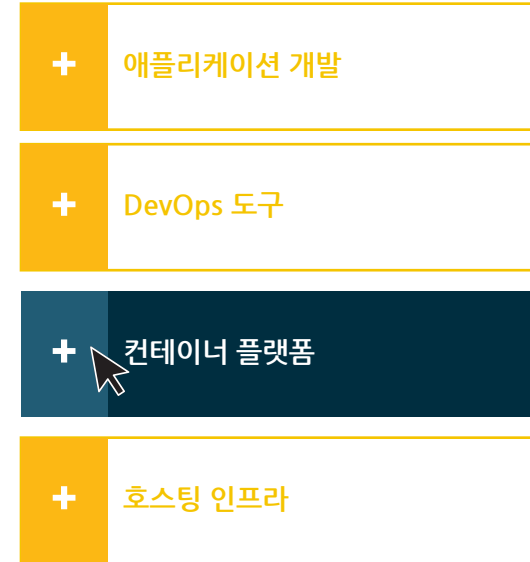 + 애플리케이션 개발
+ DevOps 도구
+ 컨테이너 플랫폼
+ 호스팅 인프라